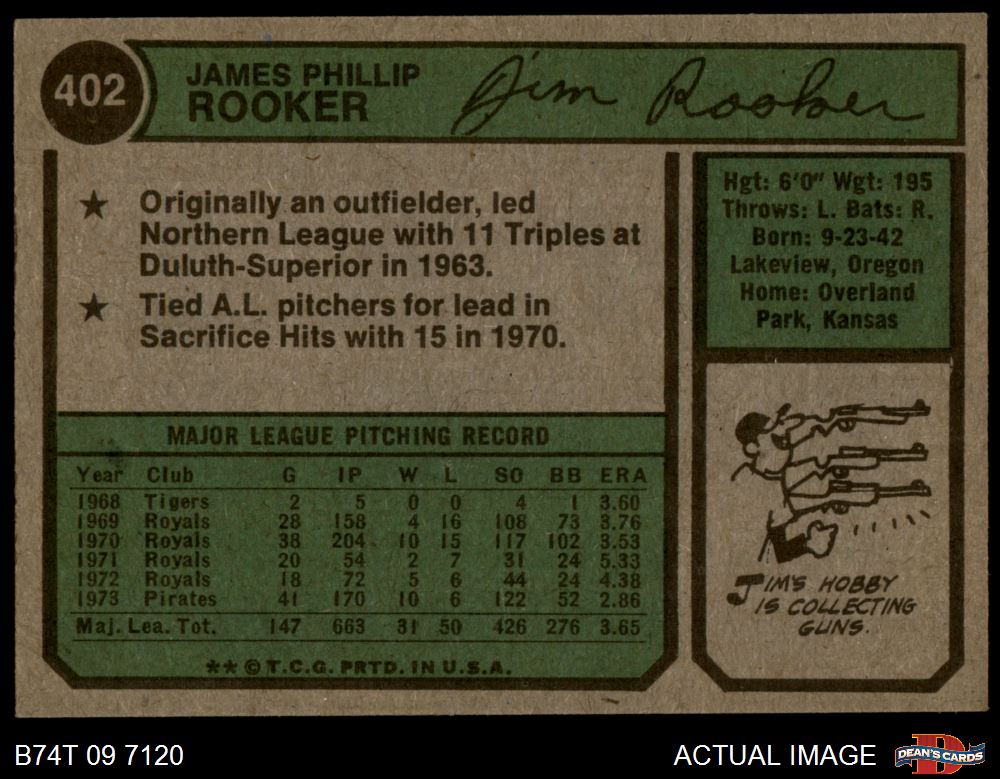 402
JAMES PHILLIP
ROOKER
Jim Rooker
★ Originally an outfielder, led
Northern League with 11 Triples at
Duluth-Superior in 1963.
★ Tied A.L. pitchers for lead in
Sacrifice Hits with 15 in 1970.
Hgt: 6'0" Wgt: 195
Throws: L. Bats: R.
Born: 9-23-42
Lakeview, Oregon
Home: Overland
Park, Kansas
MAJOR LEAGUE PITCHING RECORD
Year Club G IP W L SO BB ERA
1968 Tigers 2 5 0 0 4 1 3.60
1969 Royals 28 158 4 16 108 73 3.76
1970 Royals 38 204 10 15 117 102 3.53
1971 Royals 20 54 2 7 31 24 5.33
1972 Royals 18 72 5 6 44 24 4.38
1973 Pirates 41 170 10 6 122 52 2.86
Maj. Lea. Tot. 147 663 31 50 426 276 3.65
** © T.C.G. PRTD. IN U.S.A.
JIM'S HOBBY
IS COLLECTING
GUNS.
B74T 09 7120
ACTUAL IMAGE
DEAN'S CARDS